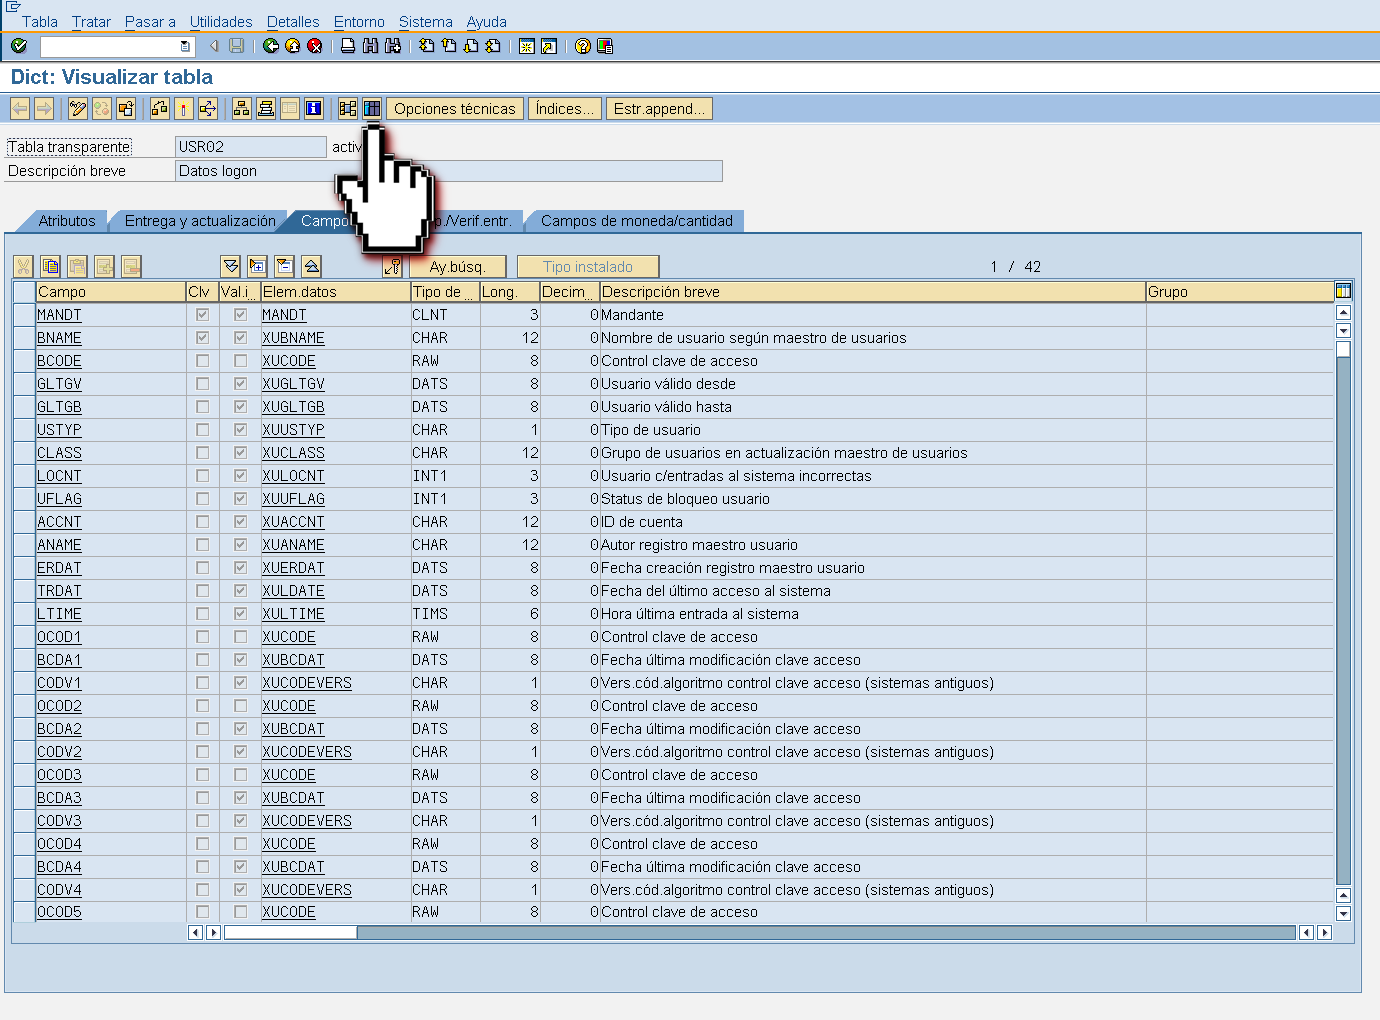 Tabla Tratar Pasar a Utilidades Detalles Entorno Sistema Ayuda
Dict: Visualizar tabla
Opciones técnicas Índices... Estr.append...
Tabla transparente USR02
Descripción breve Datos logon
Atributos Entrega y actualización ./Verif.entr. Campos de moneda/cantidad
Ay.búsq. Tipo instalado 1 / 42
Campo Clv Val.i... Elem.datos Tipo de ... Long. Decim... Descripción breve Grupo
MANDT MANDT CLNT 3 0 Mandante
BNAME XUBNAME CHAR 12 0 Nombre de usuario según maestro de usuarios
BCODE XUCODE RAW 8 0 Control clave de acceso
GLTGV XUGLTGV DATS 8 0 Usuario válido desde
GLTGB XUGLTGB DATS 8 0 Usuario válido hasta
USTYP XUUSTYP CHAR 1 0 Tipo de usuario
CLASS XUCLASS CHAR 12 0 Grupo de usuarios en actualización maestro de usuarios
LOCNT XULOCNT INT1 3 0 Usuario c/entradas al sistema incorrectas
UFLAG XUUFLAG INT1 3 0 Status de bloqueo usuario
ACCNT XUACCNT CHAR 12 0 ID de cuenta
ANAME XUANAME CHAR 12 0 Autor registro maestro usuario
ERDAT XUERDAT DATS 8 0 Fecha creación registro maestro usuario
TRDAT XULDATE DATS 8 0 Fecha del último acceso al sistema
LTIME XULTIME TIMS 6 0 Hora última entrada al sistema
OCOD1 XUCODE RAW 8 0 Control clave de acceso
BCDA1 XUBCDAT DATS 8 0 Fecha última modificación clave acceso
CODV1 XUCODEVERS CHAR 1 0 Vers.cód.algoritmo control clave acceso (sistemas antiguos)
OCOD2 XUCODE RAW 8 0 Control clave de acceso
BCDA2 XUBCDAT DATS 8 0 Fecha última modificación clave acceso
CODV2 XUCODEVERS CHAR 1 0 Vers.cód.algoritmo control clave acceso (sistemas antiguos)
OCOD3 XUCODE RAW 8 0 Control clave de acceso
BCDA3 XUBCDAT DATS 8 0 Fecha última modificación clave acceso
CODV3 XUCODEVERS CHAR 1 0 Vers.cód.algoritmo control clave acceso (sistemas antiguos)
OCOD4 XUCODE RAW 8 0 Control clave de acceso
BCDA4 XUBCDAT DATS 8 0 Fecha última modificación clave acceso
CODV4 XUCODEVERS CHAR 1 0 Vers.cód.algoritmo control clave acceso (sistemas antiguos)
OCOD5 XUCODE RAW 8 0 Control clave de acceso